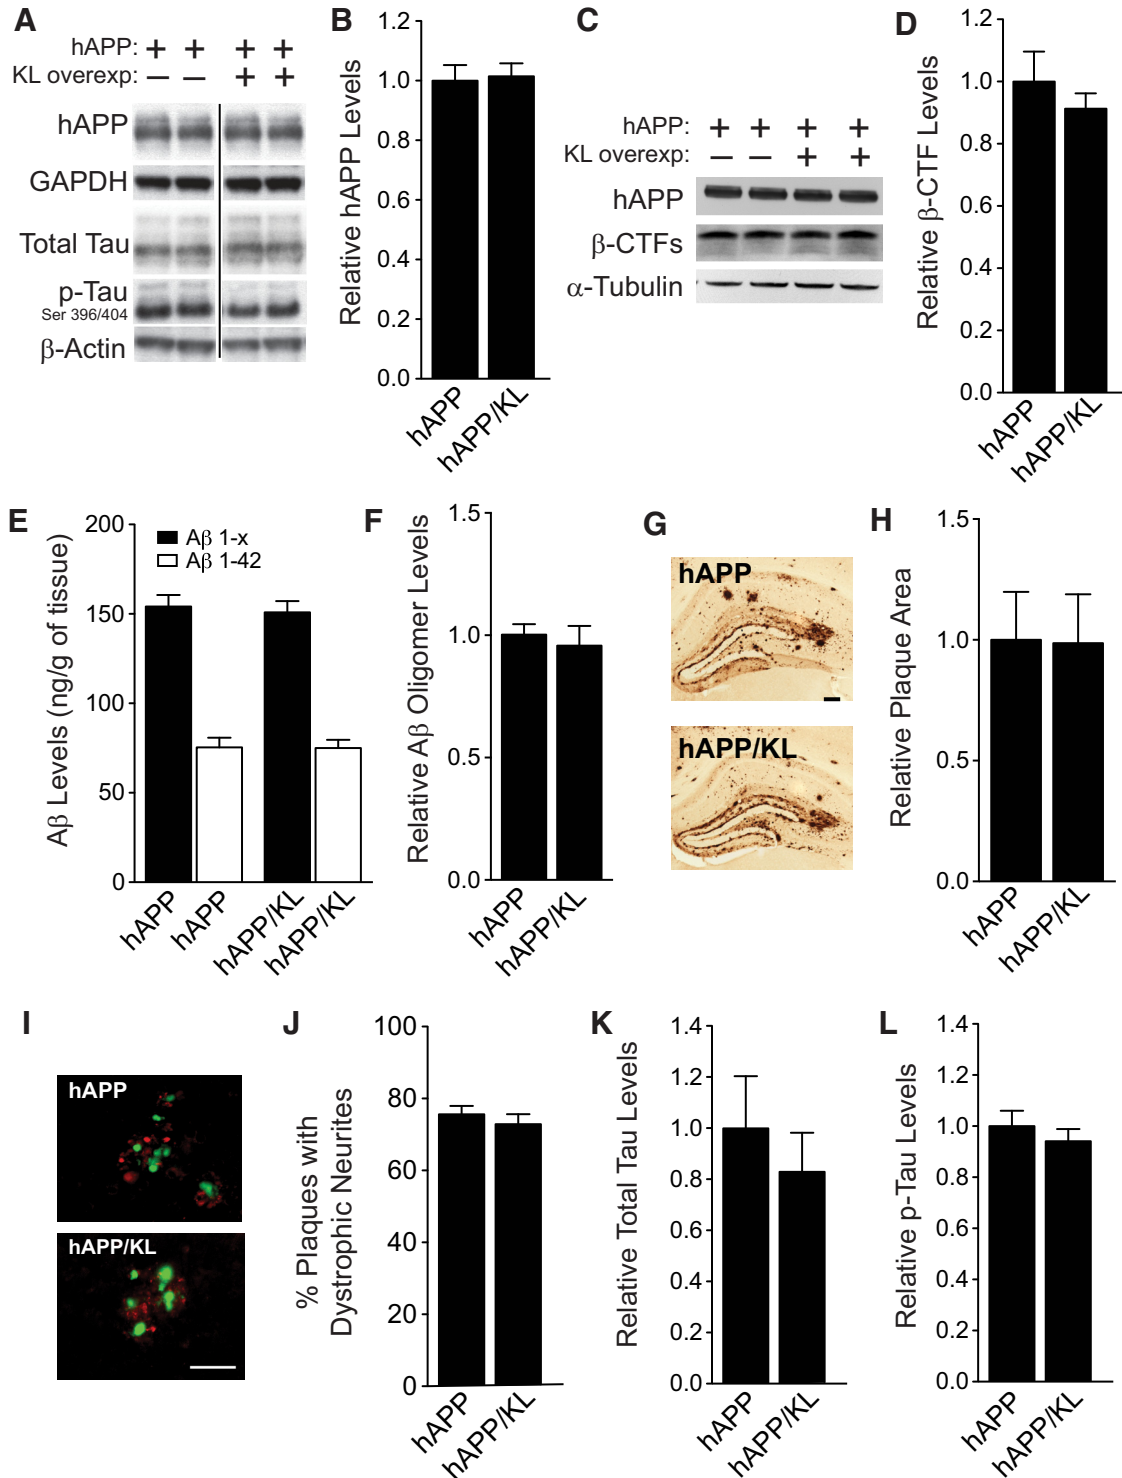 A
hAPP: + + + +
KL overexp: — — + +
hAPP
GAPDH
Total Tau
p-Tau
Ser 396/404
β-Actin
B
Relative hAPP Levels
1.2
1.0
0.8
0.6
0.4
0.2
0.0
hAPP
hAPP/KL
C
hAPP: + + + +
KL overexp: — — + +
hAPP
β-CTFs
α-Tubulin
D
Relative β-CTF Levels
1.2
1.0
0.8
0.6
0.4
0.2
0.0
hAPP
hAPP/KL
E
Aβ Levels (ng/g of tissue)
200
150
100
50
0
Aβ 1-x
Aβ 1-42
hAPP
hAPP
hAPP/KL
hAPP/KL
F
Relative Aβ Oligomer Levels
1.5
1.0
0.5
0.0
hAPP
hAPP/KL
G
hAPP
hAPP/KL
H
Relative Plaque Area
1.5
1.0
0.5
0.0
hAPP
hAPP/KL
I
hAPP
hAPP/KL
J
% Plaques with
Dystrophic Neurites
100
80
60
40
20
0
hAPP
hAPP/KL
K
Relative Total Tau Levels
1.4
1.2
1.0
0.8
0.6
0.4
0.2
0.0
hAPP
hAPP/KL
L
Relative p-Tau Levels
1.4
1.2
1.0
0.8
0.6
0.4
0.2
0.0
hAPP
hAPP/KL